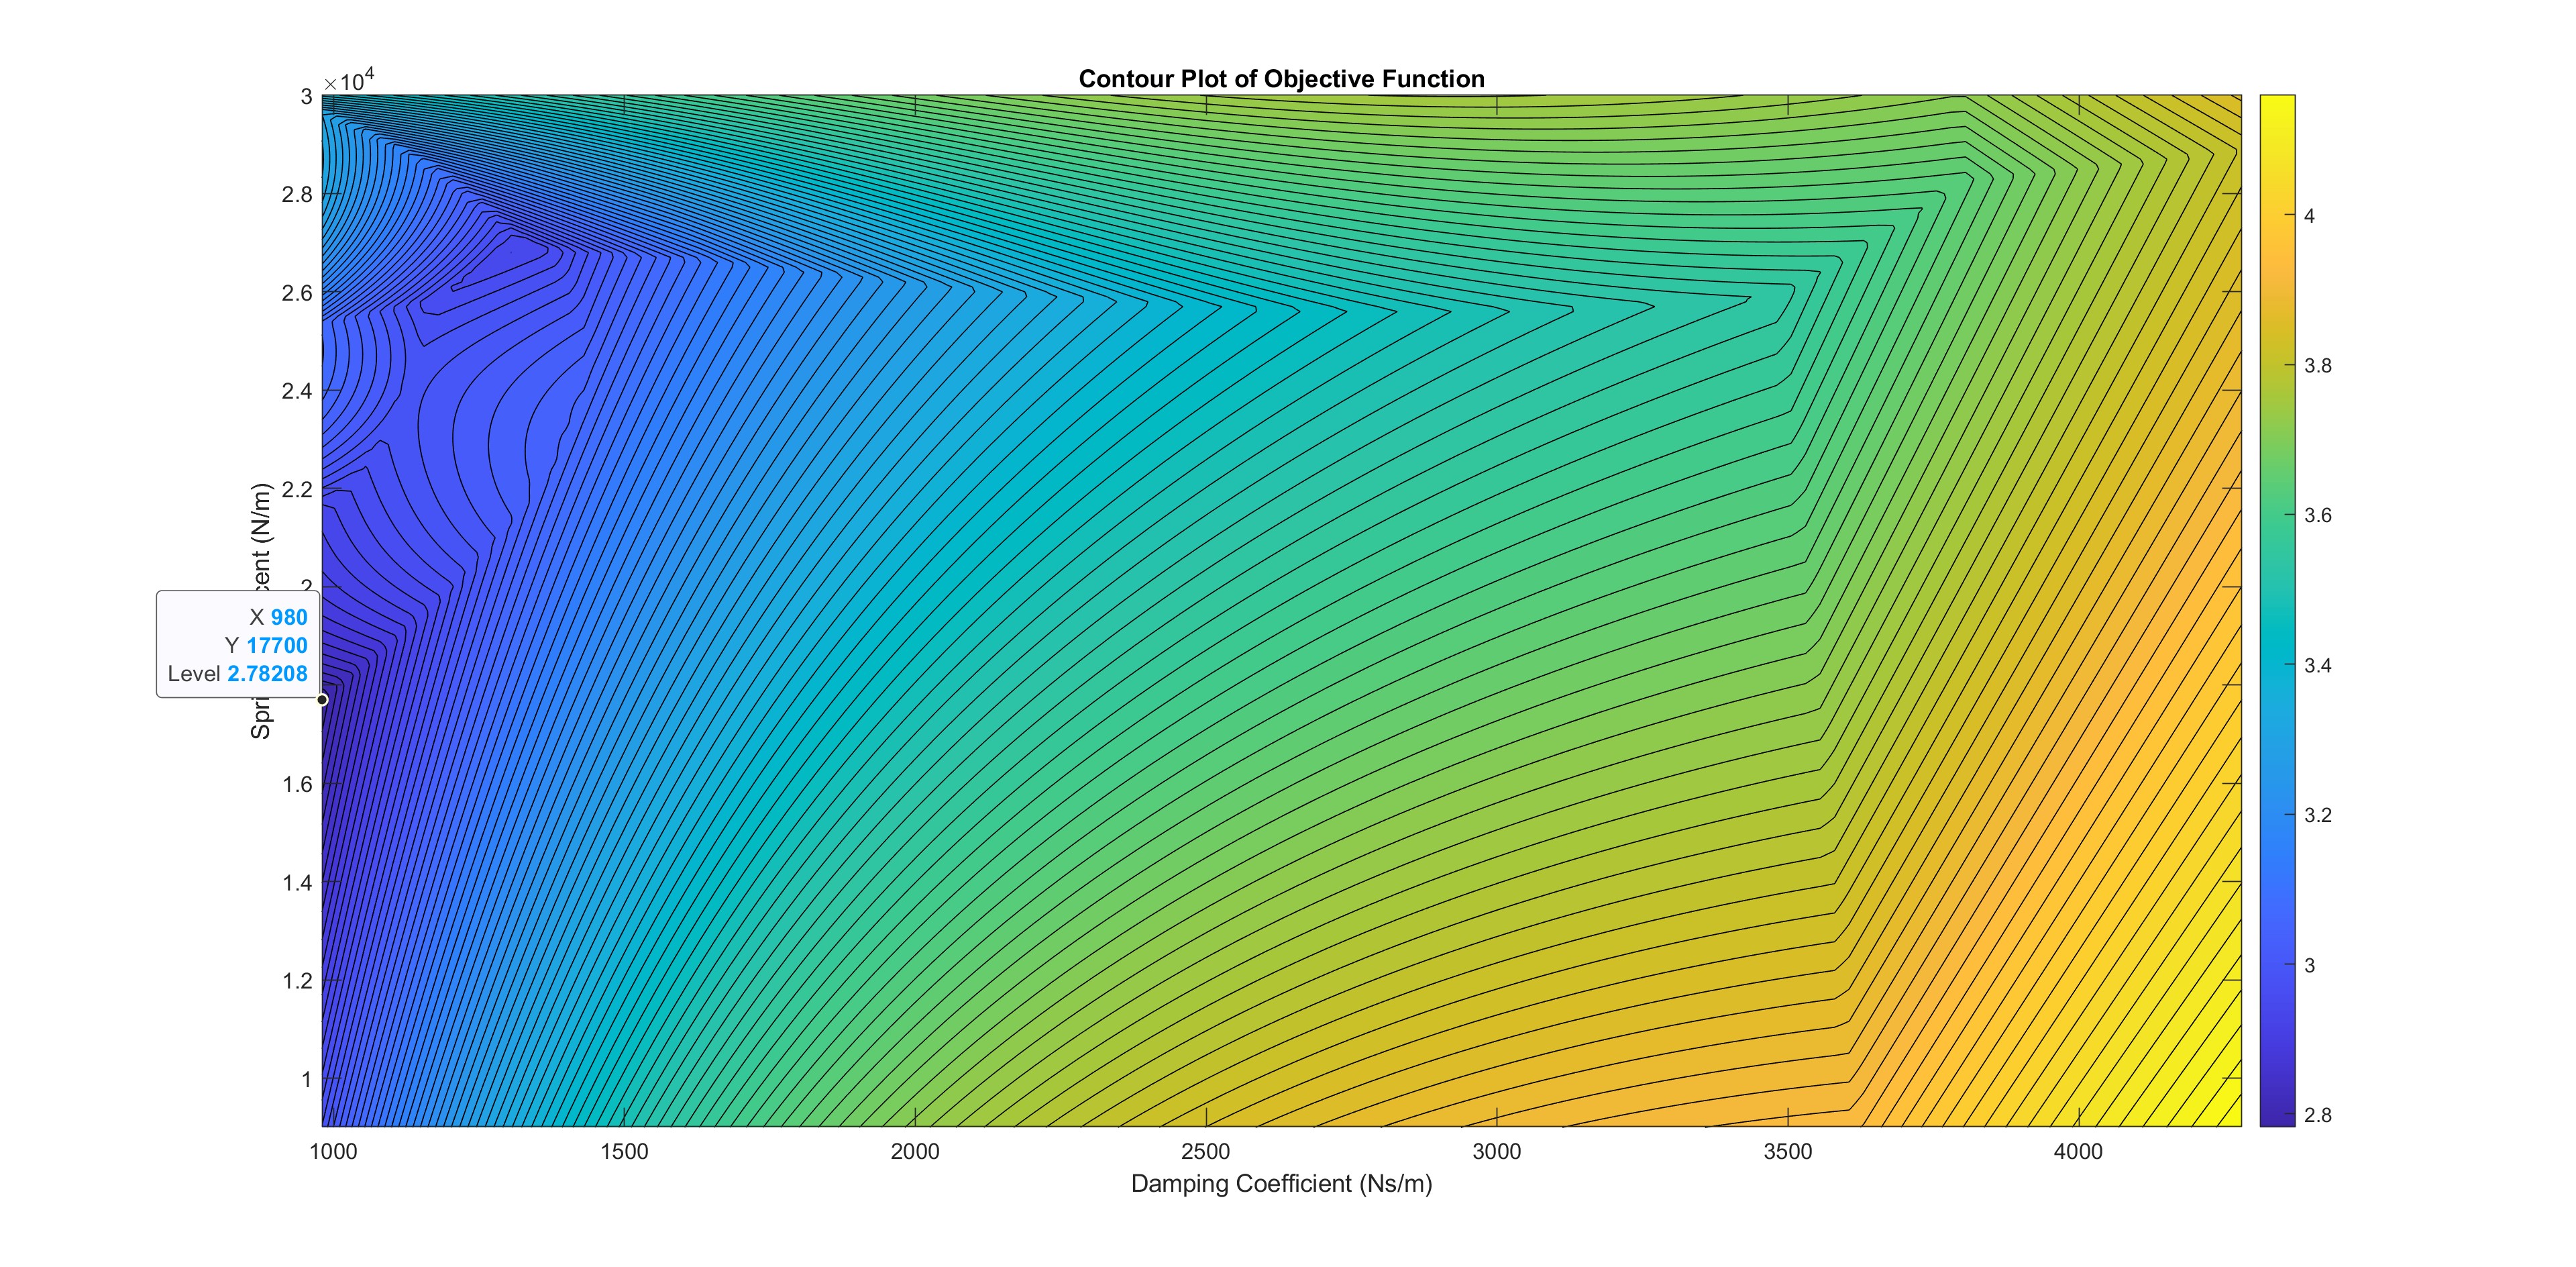 Contour Plot of Objective Function
×10⁴
3
2.8
2.6
2.4
2.2
2
1.6
1.4
1.2
1
(N/m)
X 980
Y 17700
Level 2.78208
1000 1500 2000 2500 3000 3500 4000
Damping Coefficient (Ns/m)
4
3.8
3.6
3.4
3.2
3
2.8